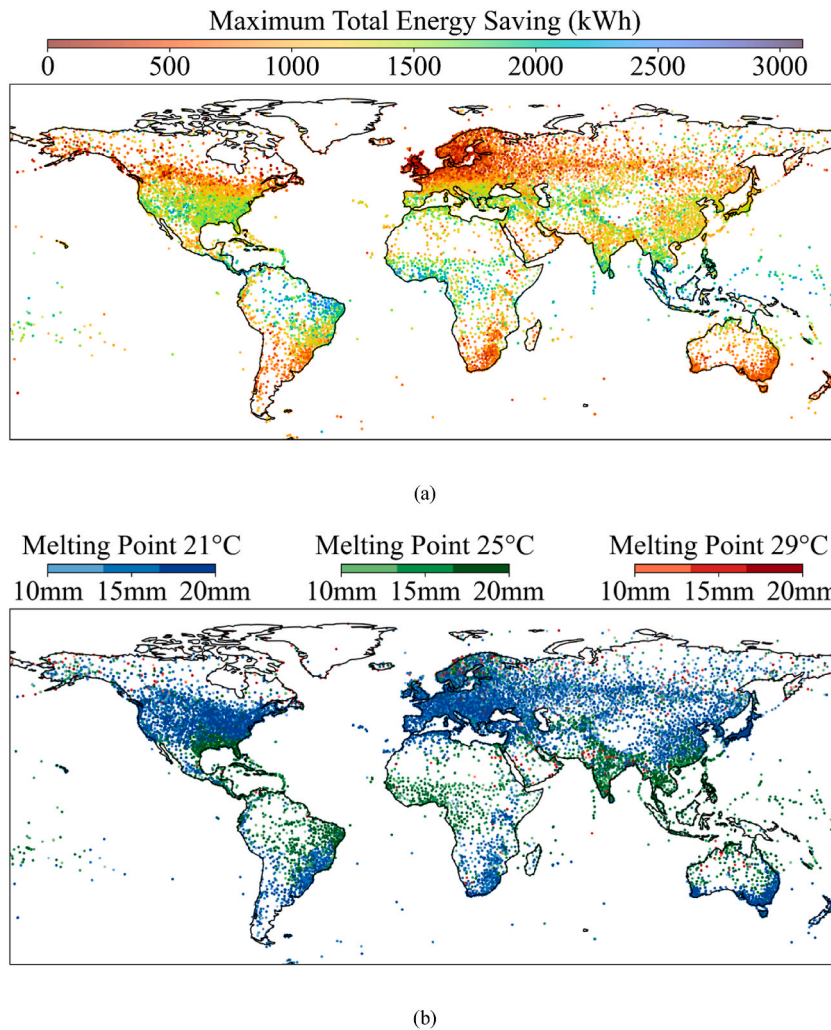 Maximum Total Energy Saving (kWh)
0 500 1000 1500 2000 2500 3000
(a)
Melting Point 21°C Melting Point 25°C Melting Point 29°C
10mm 15mm 20mm 10mm 15mm 20mm 10mm 15mm 20mm
(b)